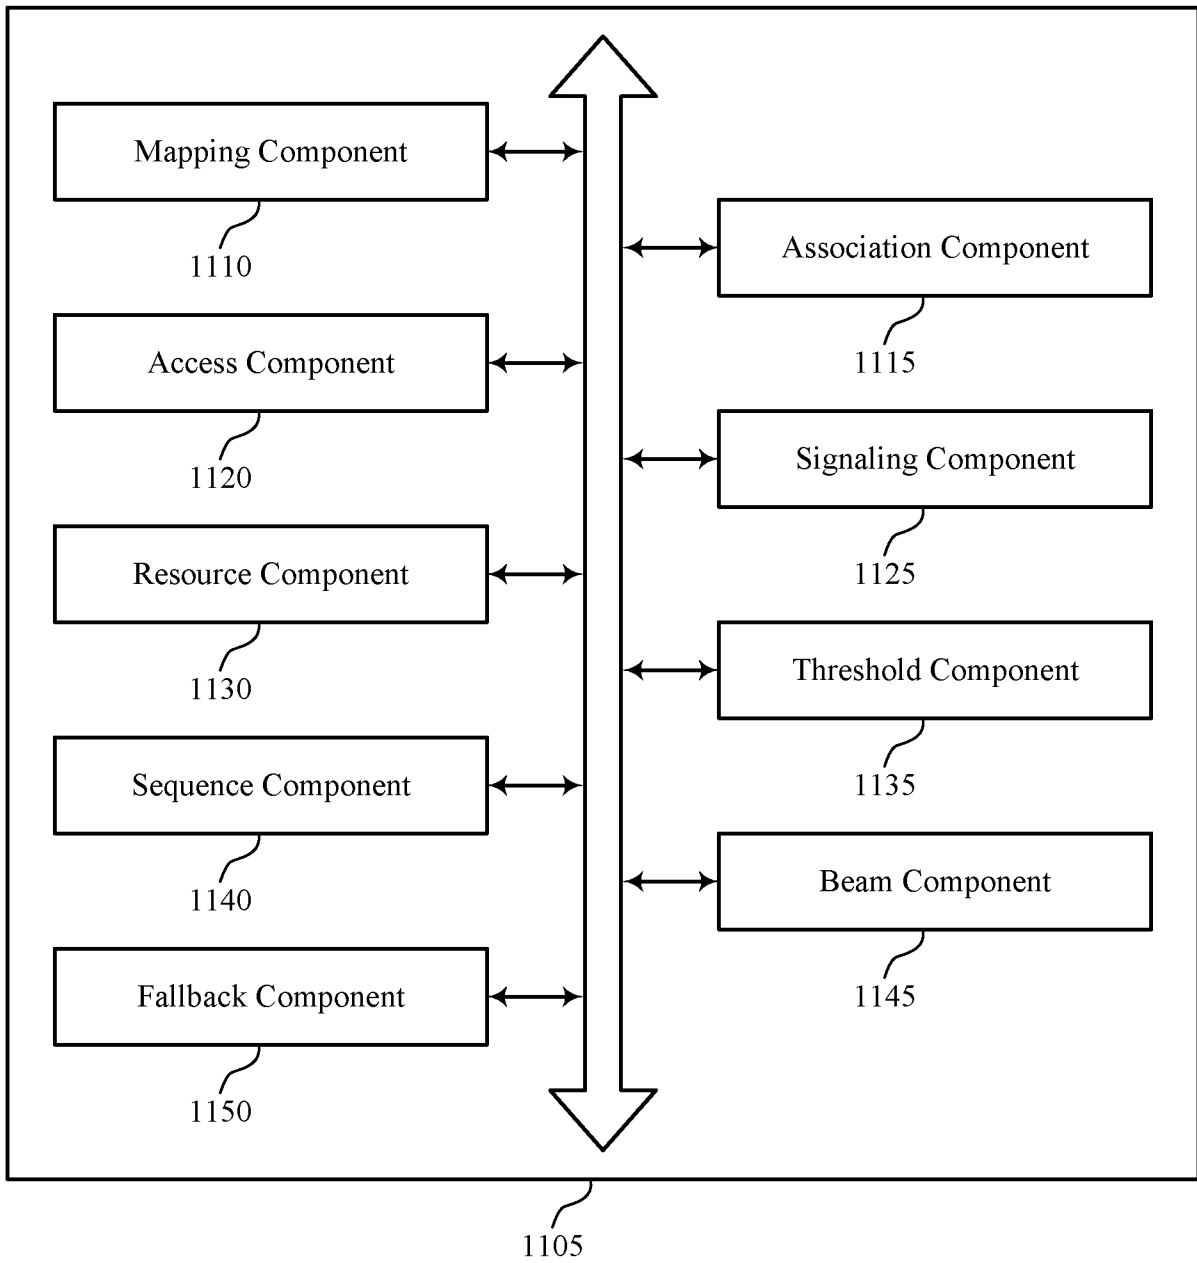 Mapping Component
1110
Association Component
1115
Access Component
1120
Signaling Component
1125
Resource Component
1130
Threshold Component
1135
Sequence Component
1140
Beam Component
1145
Fallback Component
1150
1105